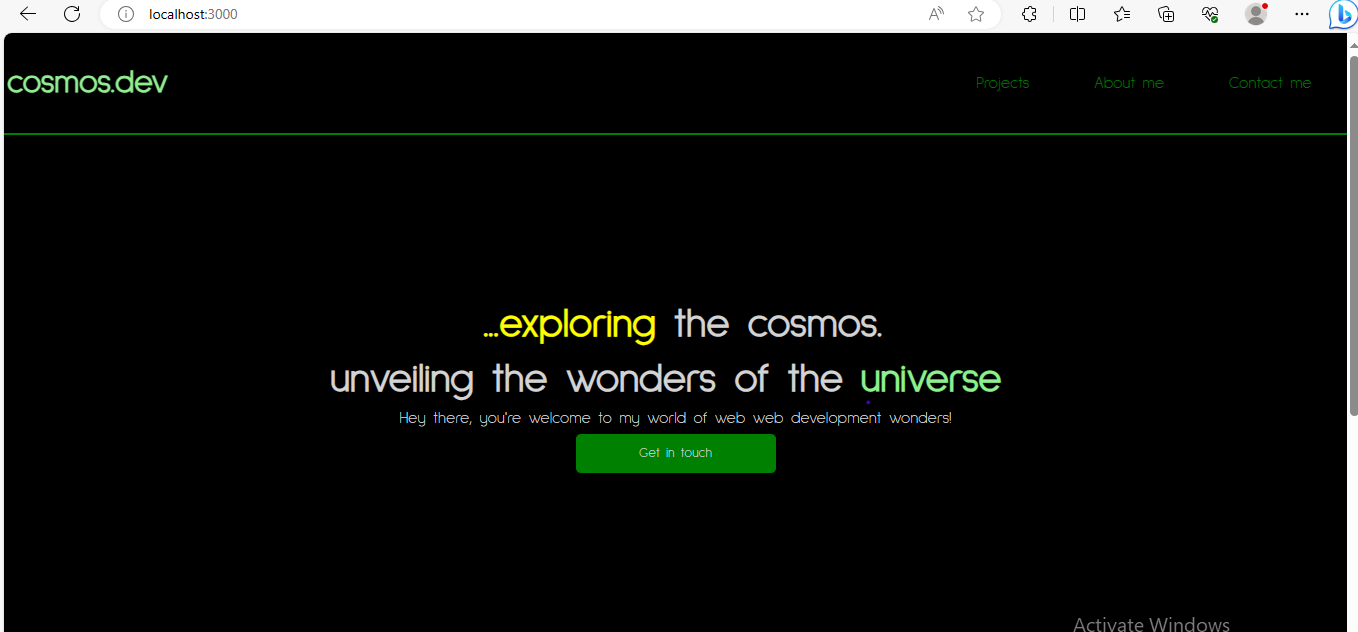 localhost:3000
cosmos.dev
Projects About me Contact me
...exploring the cosmos.
unveiling the wonders of the universe
Hey there, you're welcome to my world of web web development wonders!
Get in touch
Activate Windows